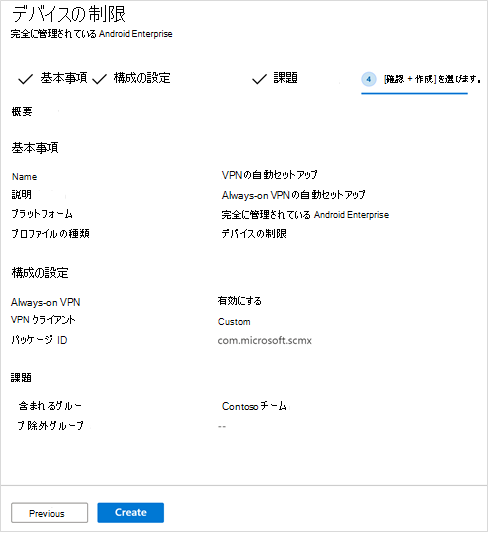 デバイスの制限
完全に管理されている Android Enterprise
基本事項 構成の設定 課題 4 [確認 + 作成] を選びます。
概要
基本事項
Name VPNの自動セットアップ
説明 Always-on VPNの自動セットアップ
プラットフォーム 完全に管理されている Android Enterprise
プロファイルの種類 デバイスの制限
構成の設定
Always-on VPN 有効にする
VPN クライアント Custom
パッケージ ID com.microsoft.scmx
課題
含まれるグルー Contoso チーム
プ 除外グループ --
Previous Create